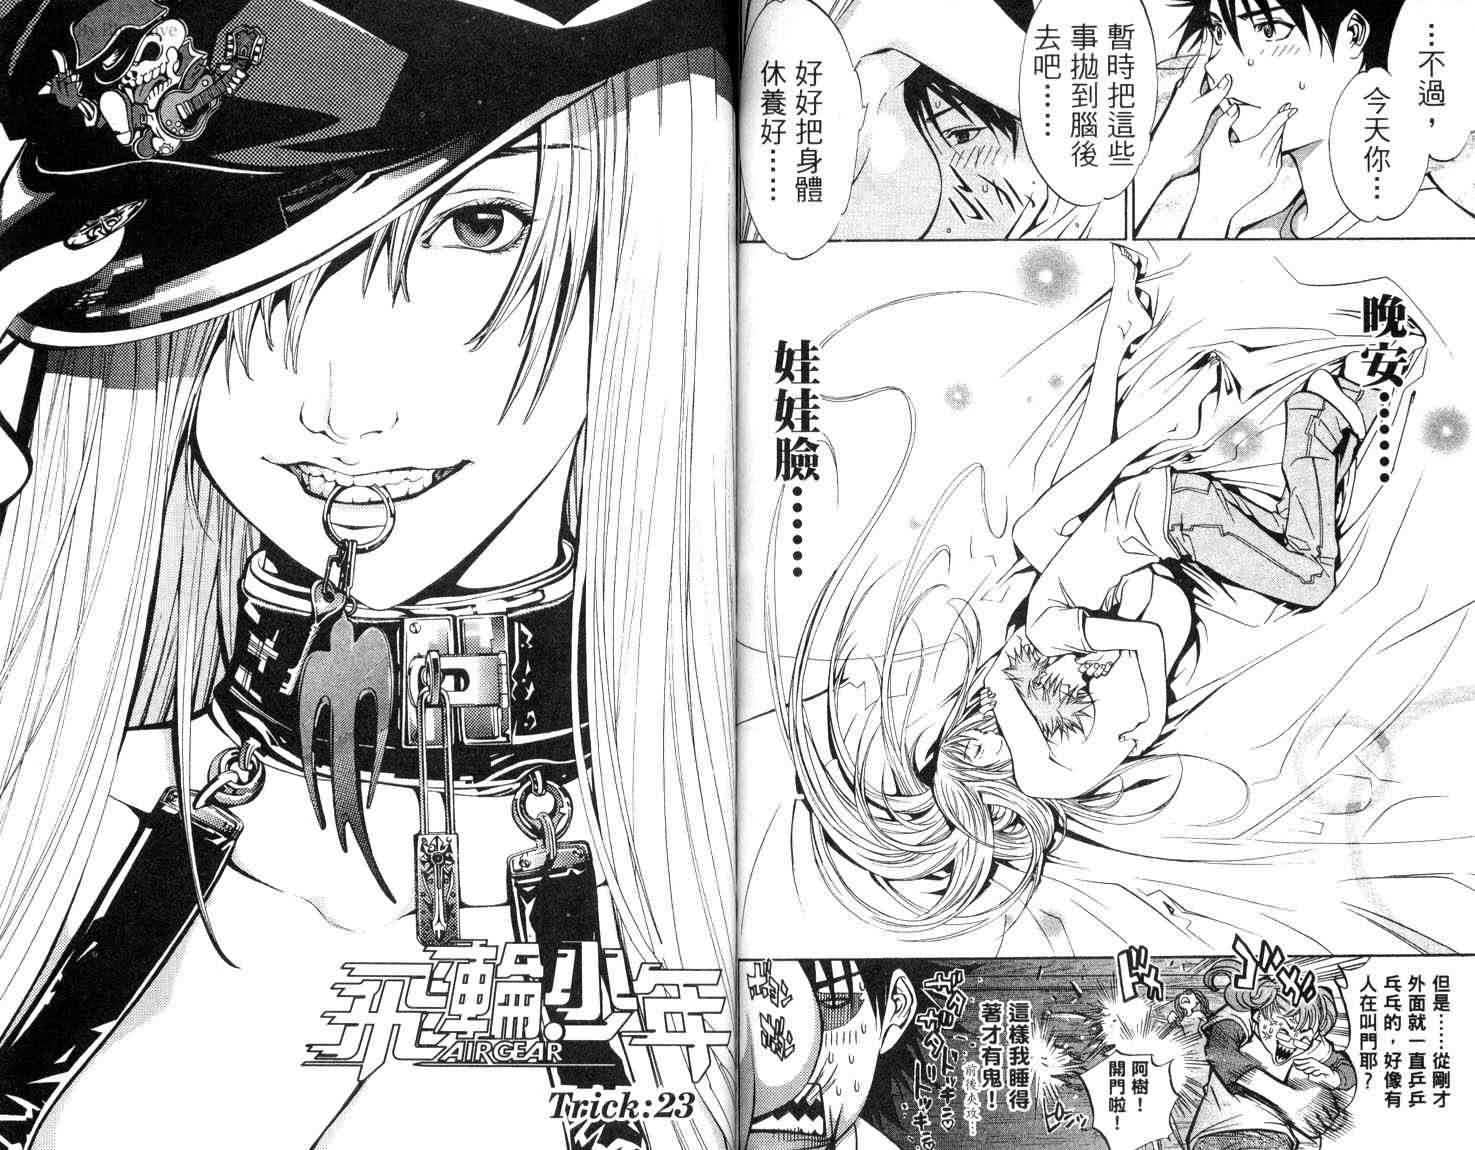 …不過，
今天你…
暫時把這些
事拋到腦後
去吧……
好好把身體
休養好……
晚安……
娃娃臉……
但是……從剛才
外面就一直乒乒
乓乓的，好像有
人在叫門耶？
阿樹！
開門啦！
這樣我睡得
著才有鬼！
前後夾攻…
飛輪少年
AIRGEAR
Trick:23